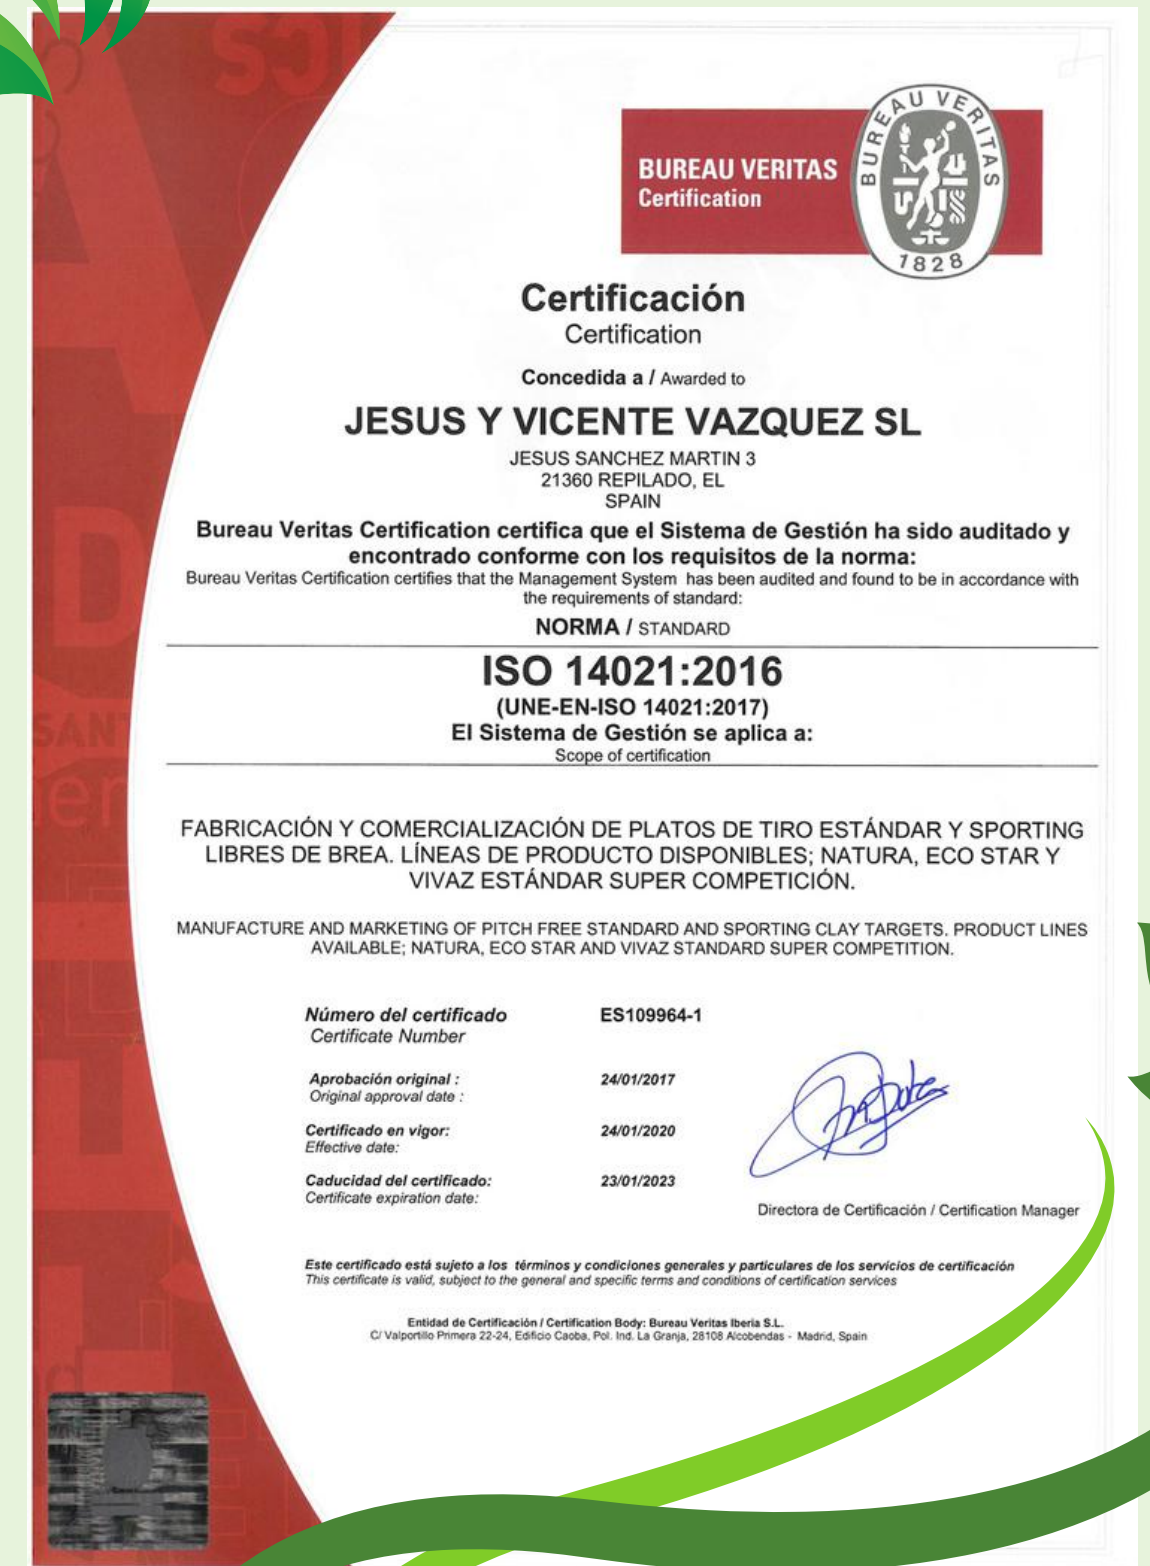 BUREAU VERITAS
Certification
BUREAU VERITAS
1828
Certificación
Certification
Concedida a / Awarded to
JESUS Y VICENTE VAZQUEZ SL
JESUS SANCHEZ MARTIN 3
21360 REPILADO, EL
SPAIN
Bureau Veritas Certification certifica que el Sistema de Gestión ha sido auditado y
encontrado conforme con los requisitos de la norma:
Bureau Veritas Certification certifies that the Management System has been audited and found to be in accordance with
the requirements of standard:
NORMA / STANDARD
ISO 14021:2016
(UNE-EN-ISO 14021:2017)
El Sistema de Gestión se aplica a:
Scope of certification
FABRICACIÓN Y COMERCIALIZACIÓN DE PLATOS DE TIRO ESTÁNDAR Y SPORTING
LIBRES DE BREA. LÍNEAS DE PRODUCTO DISPONIBLES; NATURA, ECO STAR Y
VIVAZ ESTÁNDAR SUPER COMPETICIÓN.
MANUFACTURE AND MARKETING OF PITCH FREE STANDARD AND SPORTING CLAY TARGETS. PRODUCT LINES
AVAILABLE; NATURA, ECO STAR AND VIVAZ STANDARD SUPER COMPETITION.
Número del certificado ES109964-1
Certificate Number
Aprobación original : 24/01/2017
Original approval date :
Certificado en vigor: 24/01/2020
Effective date:
Caducidad del certificado: 23/01/2023
Certificate expiration date:
Directora de Certificación / Certification Manager
Este certificado está sujeto a los términos y condiciones generales y particulares de los servicios de certificación
This certificate is valid, subject to the general and specific terms and conditions of certification services
Entidad de Certificación / Certification Body: Bureau Veritas Iberia S.L.
C/ Valportillo Primera 22-24, Edificio Caoba, Pol. Ind. La Granja, 28108 Alcobendas - Madrid, Spain